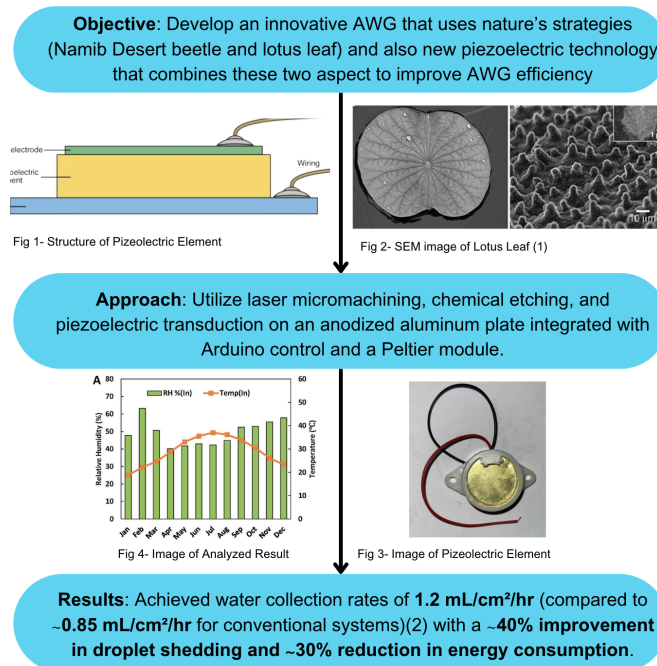 Objective: Develop an innovative AWG that uses nature's strategies
(Namib Desert beetle and lotus leaf) and also new piezoelectric technology
that combines these two aspect to improve AWG efficiency
electrode
Wiring
10 µm
Fig 1- Structure of Pizeolectric Element
Fig 2- SEM image of Lotus Leaf (1)
Approach: Utilize laser micromachining, chemical etching, and
piezoelectric transduction on an anodized aluminum plate integrated with
Arduino control and a Peltier module.
A
RH %(In)
Temp(In)
Relative Humidity (%)
80
70
60
50
40
30
20
10
0
60
50
40
30
20
10
0
Temperature (°C)
Jan
Feb
Mar
Apr
May
Jun
Jul
Aug
Sep
Oct
Nov
Dec
Fig 4- Image of Analyzed Result
Fig 3- Image of Pizeolectric Element
Results: Achieved water collection rates of 1.2 mL/cm²/hr (compared to
~0.85 mL/cm²/hr for conventional systems)(2) with a ~40% improvement
in droplet shedding and ~30% reduction in energy consumption.